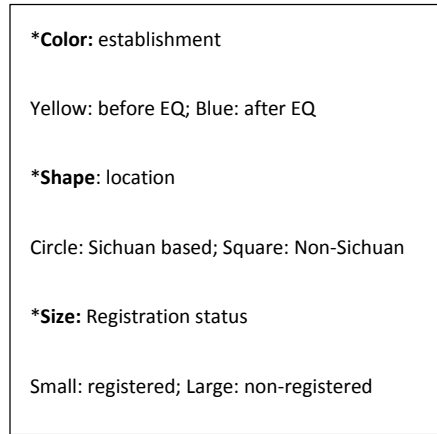 *Color: establishment
Yellow: before EQ; Blue: after EQ
*Shape: location
Circle: Sichuan based; Square: Non-Sichuan
*Size: Registration status
Small: registered; Large: non-registered